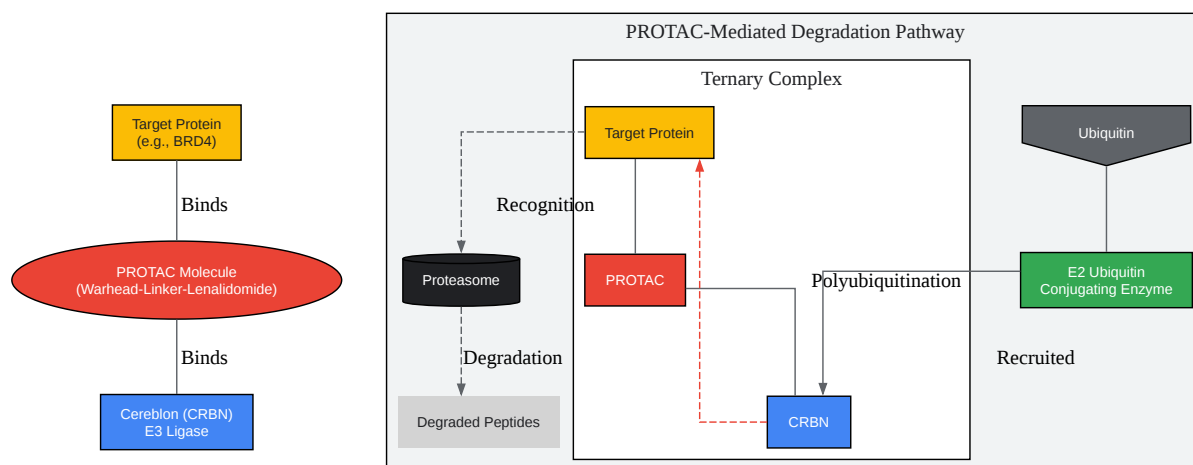 PROTAC-Mediated Degradation Pathway
Ternary Complex
Target Protein
(e.g., BRD4)
Binds
PROTAC Molecule
(Warhead-Linker-Lenalidomide)
Binds
Cereblon (CRBN)
E3 Ligase
Target Protein
Ubiquitin
Recognition
Proteasome
PROTAC
Polyubiquitination
E2 Ubiquitin
Conjugating Enzyme
Degradation
Recruited
Degraded Peptides
CRBN